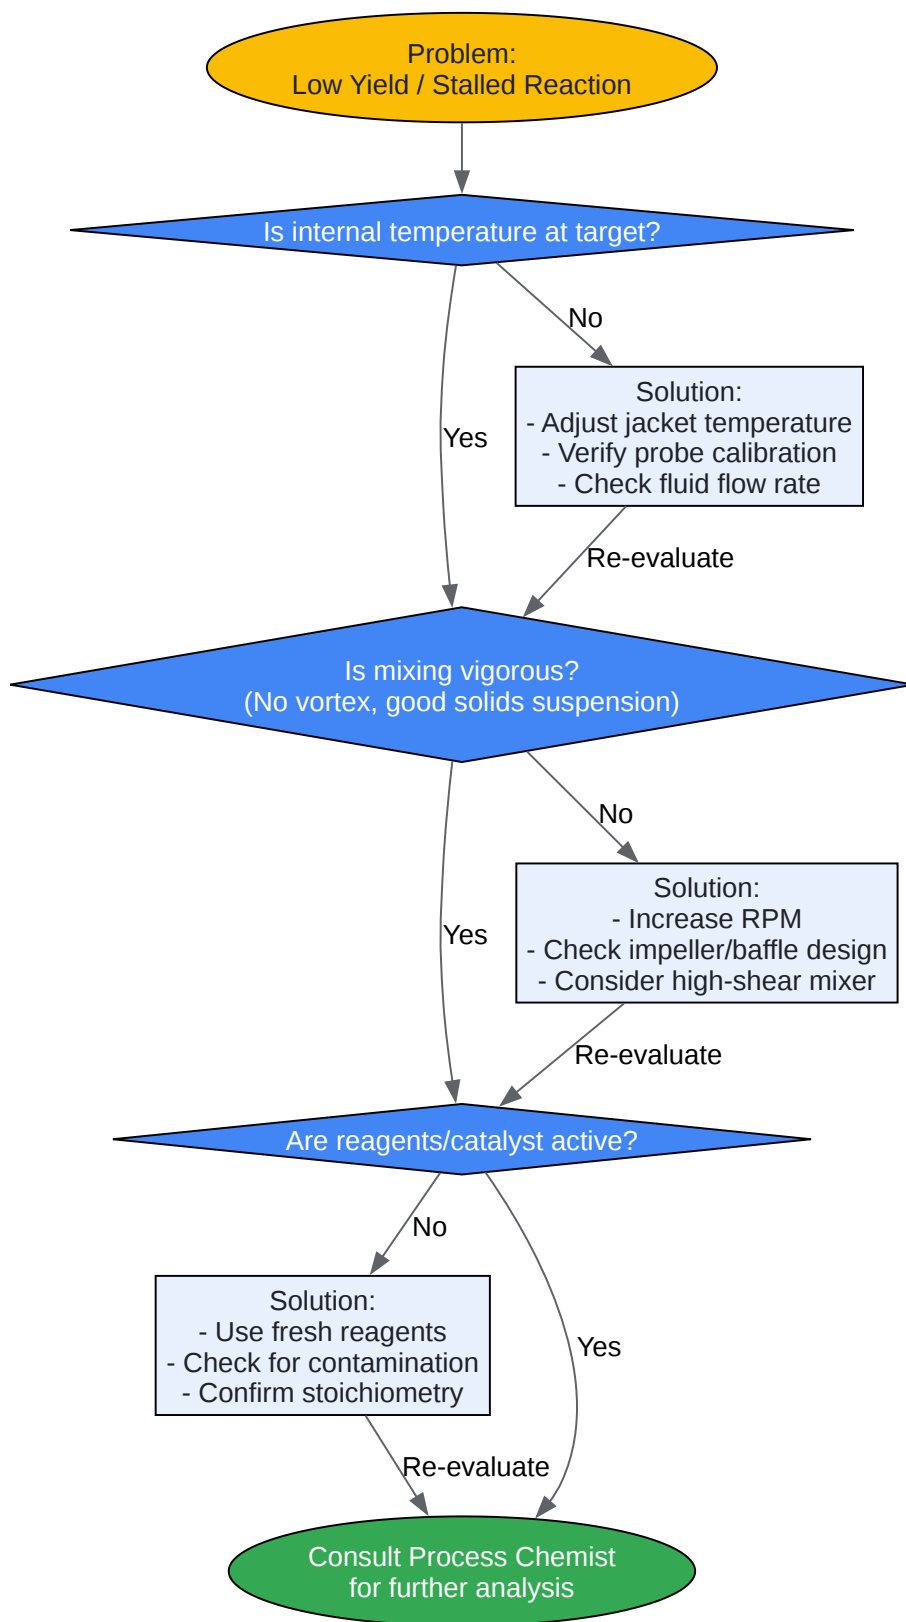 Problem:
Low Yield / Stalled Reaction
Is internal temperature at target?
No
Yes
Solution:
- Adjust jacket temperature
- Verify probe calibration
- Check fluid flow rate
Re-evaluate
Is mixing vigorous?
(No vortex, good solids suspension)
No
Yes
Solution:
- Increase RPM
- Check impeller/baffle design
- Consider high-shear mixer
Re-evaluate
Are reagents/catalyst active?
No
Yes
Solution:
- Use fresh reagents
- Check for contamination
- Confirm stoichiometry
Re-evaluate
Consult Process Chemist
for further analysis